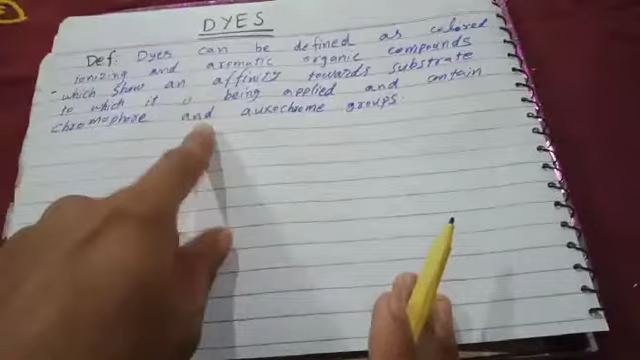 DYES
Def: Dyes can be defined as colored
ionizing and aromatic organic compounds
- which show an affinity towards substrate
to which it is being applied and contain
chromophore and auxochrome groups.